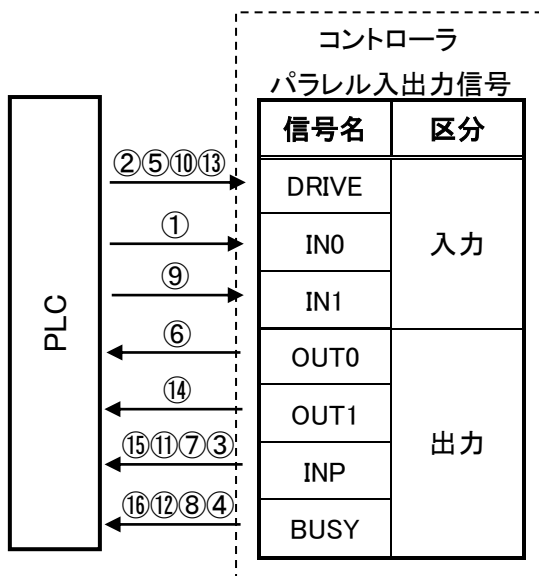 コントローラ
パラレル入出力信号
信号名 区分
②⑤⑩⑬ DRIVE
① IN0 入力
⑨ IN1
PLC
⑥ OUT0
⑭ OUT1
出力
⑮⑪⑦③ INP
⑯⑫⑧④ BUSY